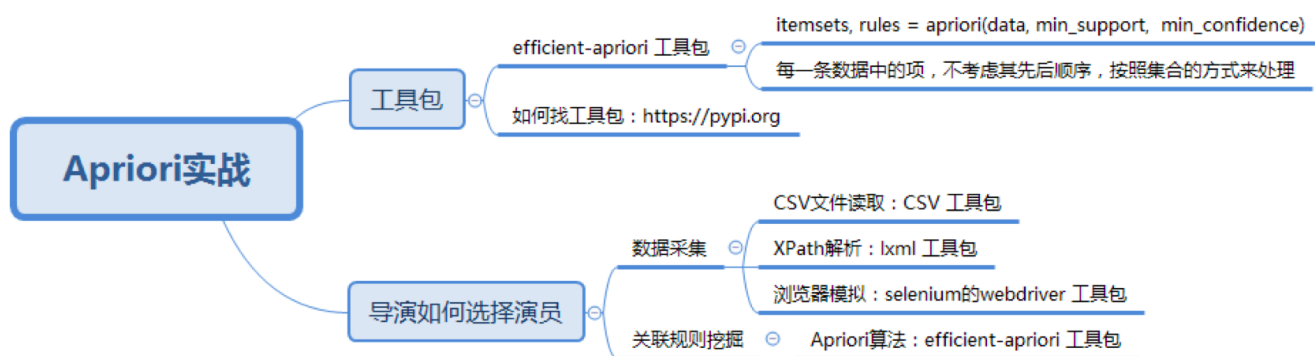 Apriori实战
工具包
efficient-apriori 工具包
itemsets, rules = apriori(data, min_support,  min_confidence)
每一条数据中的项，不考虑其先后顺序，按照集合的方式来处理
如何找工具包：https://pypi.org
导演如何选择演员
数据采集
CSV文件读取：CSV 工具包
XPath解析：lxml 工具包
浏览器模拟：selenium的webdriver 工具包
关联规则挖掘
Apriori算法：efficient-apriori 工具包